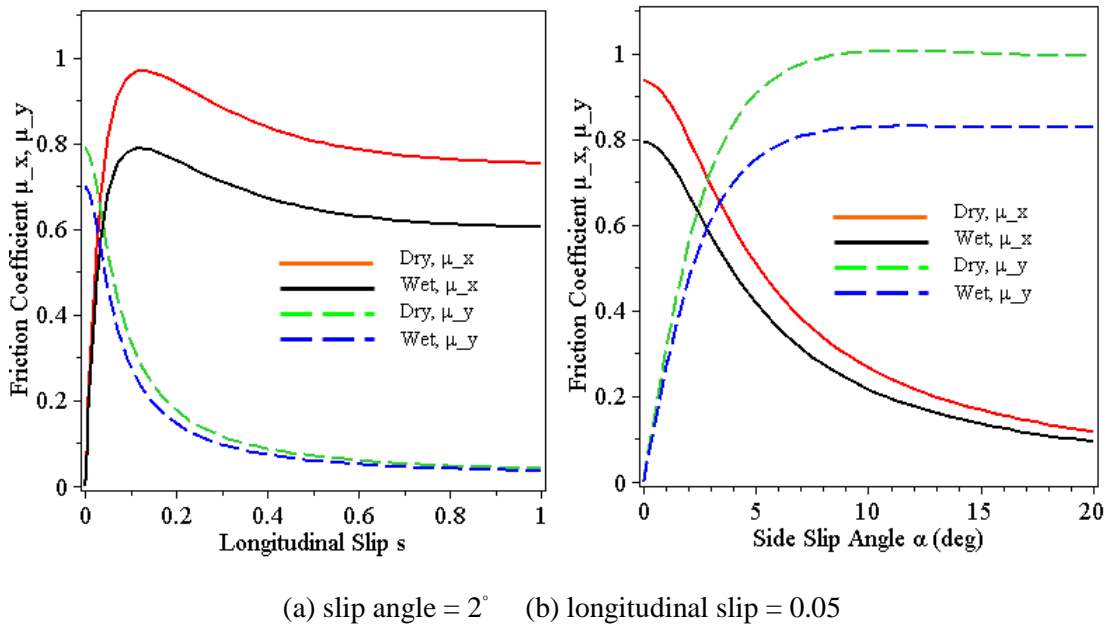 Friction Coefficient μ_x, μ_y
1
0.8
0.6
0.4
0.2
0
Dry, μ_x
Wet, μ_x
Dry, μ_y
Wet, μ_y
0 0.2 0.4 0.6 0.8 1
Longitudinal Slip s
Friction Coefficient μ_x, μ_y
1
0.8
0.6
0.4
0.2
0
Dry, μ_x
Wet, μ_x
Dry, μ_y
Wet, μ_y
0 5 10 15 20
Side Slip Angle α (deg)
(a) slip angle = 2° (b) longitudinal slip = 0.05